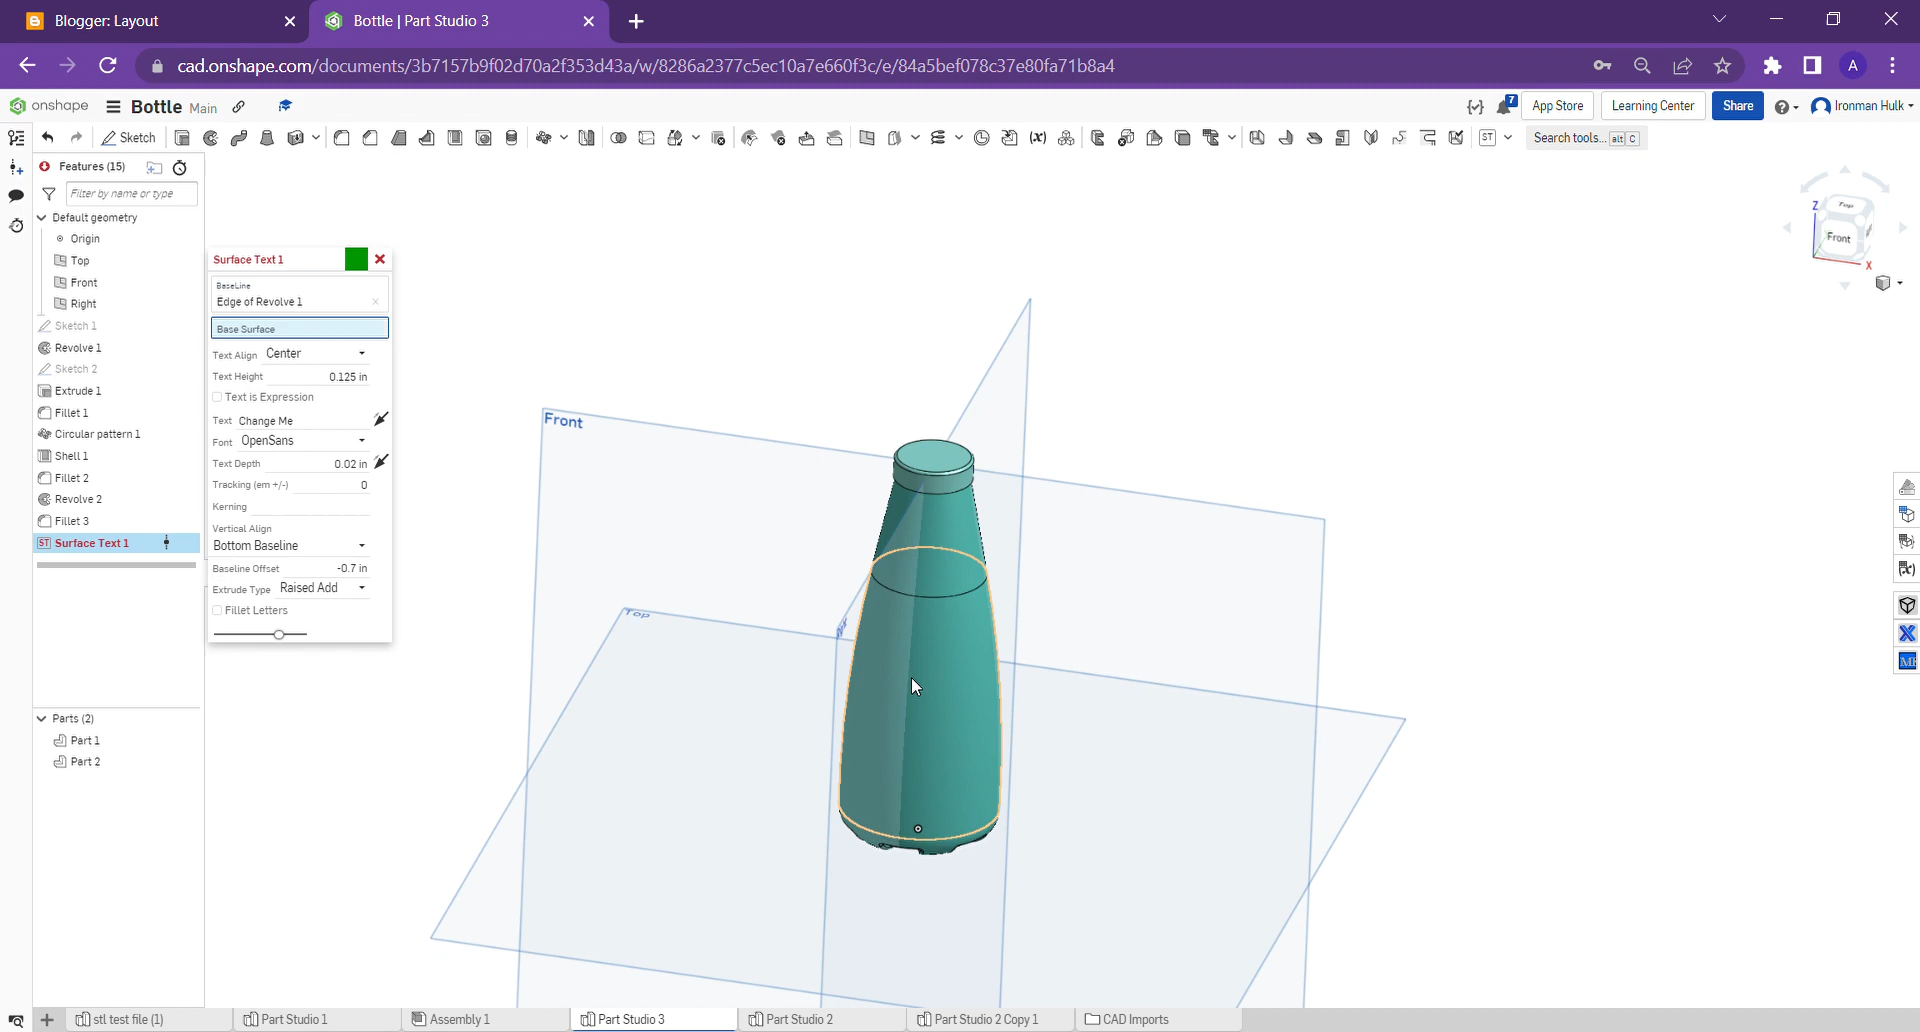 Blogger: Layout
Bottle | Part Studio 3
cad.onshape.com/documents/3b7157b9f02d70a2f353d43a/w/8286a2377c5ec10a7e660f3c/e/84a5bef078c37e80fa71b8a4
A
onshape
Bottle Main
7
App Store
Learning Center
Share
Ironman Hulk
Sketch
ST
Search tools... alt C
Features (15)
Filter by name or type
Default geometry
Origin
Top
Front
Right
Sketch 1
Revolve 1
Sketch 2
Extrude 1
Fillet 1
Circular pattern 1
Shell 1
Fillet 2
Revolve 2
Fillet 3
ST Surface Text 1
Parts (2)
Part 1
Part 2
Surface Text 1
BaseLine
Edge of Revolve 1
Base Surface
Text Align Center
Text Height 0.125 in
Text is Expression
Text Change Me
Font OpenSans
Text Depth 0.02 in
Tracking (em +/-) 0
Kerning
Vertical Align
Bottom Baseline
Baseline Offset -0.7 in
Extrude Type Raised Add
Fillet Letters
Front
Top
Top
Front
Z
X
stl test file (1)
Part Studio 1
Assembly 1
Part Studio 3
Part Studio 2
Part Studio 2 Copy 1
CAD Imports